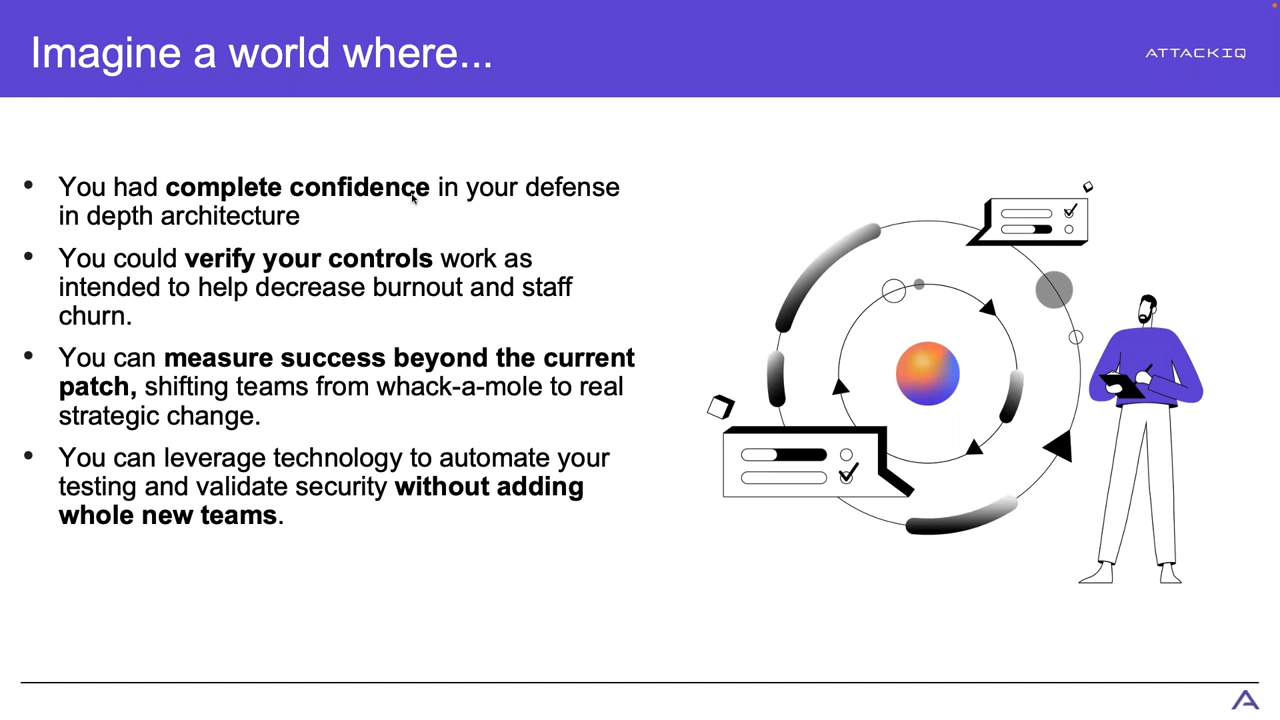 Imagine a world where...
ATTACKIQ
• You had complete confidence in your defense
in depth architecture
• You could verify your controls work as
intended to help decrease burnout and staff
churn.
• You can measure success beyond the current
patch, shifting teams from whack-a-mole to real
strategic change.
• You can leverage technology to automate your
testing and validate security without adding
whole new teams.